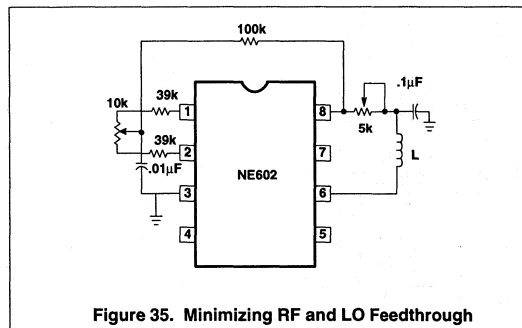 100k
39k
.1µF
10k
1
8
5k
39k
2
7
.01µF
NE602
L
3
6
4
5
Figure 35. Minimizing RF and LO Feedthrough